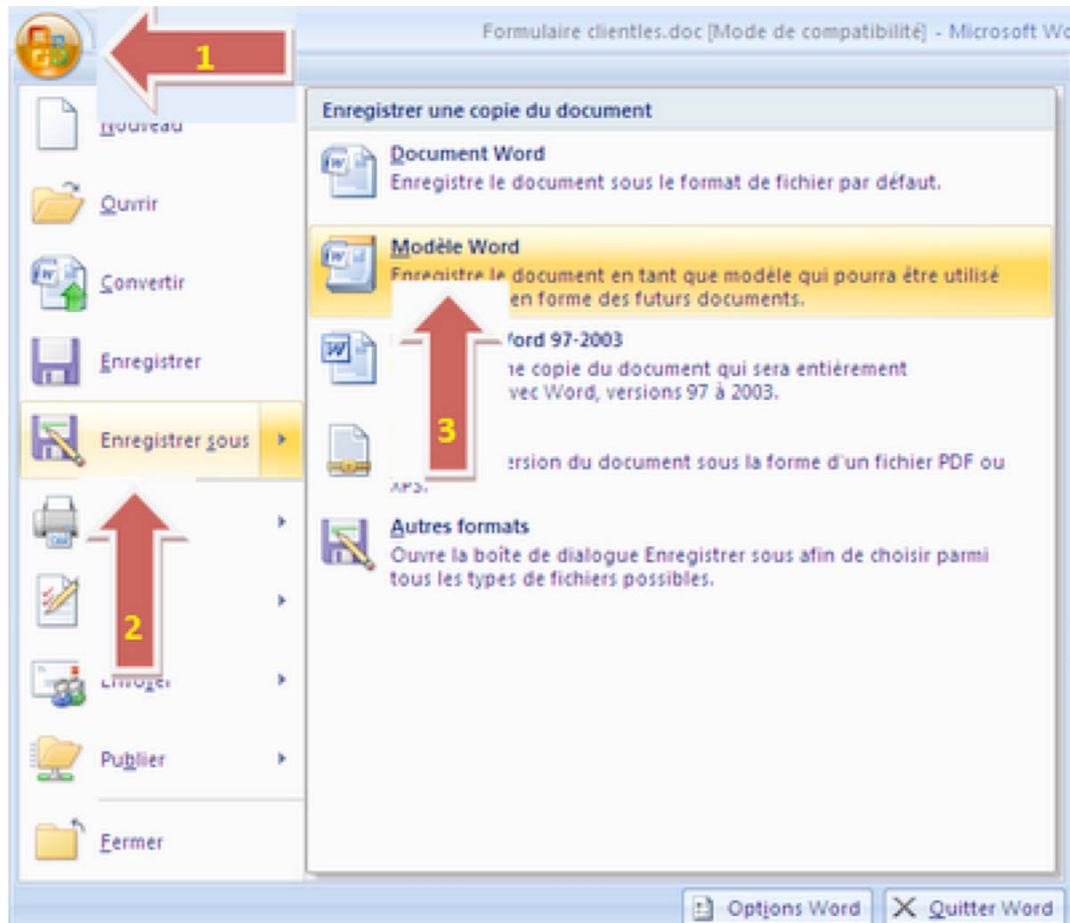 Formulaire clientles.doc [Mode de compatibilité] - Microsoft
1
Nouveau
Ouvrir
Convertir
Enregistrer
Enregistrer sous
2
Envoyer
Publier
Fermer
Enregistrer une copie du document
Document Word
Enregistre le document sous le format de fichier par défaut.
Modèle Word
Enregistre le document en tant que modèle qui pourra être utilisé
en forme des futurs documents.
97-2003
copie du document qui sera entièrement
Word, versions 97 à 2003.
3
du document sous la forme d'un fichier PDF ou
XPS.
Autres formats
Ouvre la boîte de dialogue Enregistrer sous afin de choisir parmi
tous les types de fichiers possibles.
Options Word
Quitter Word